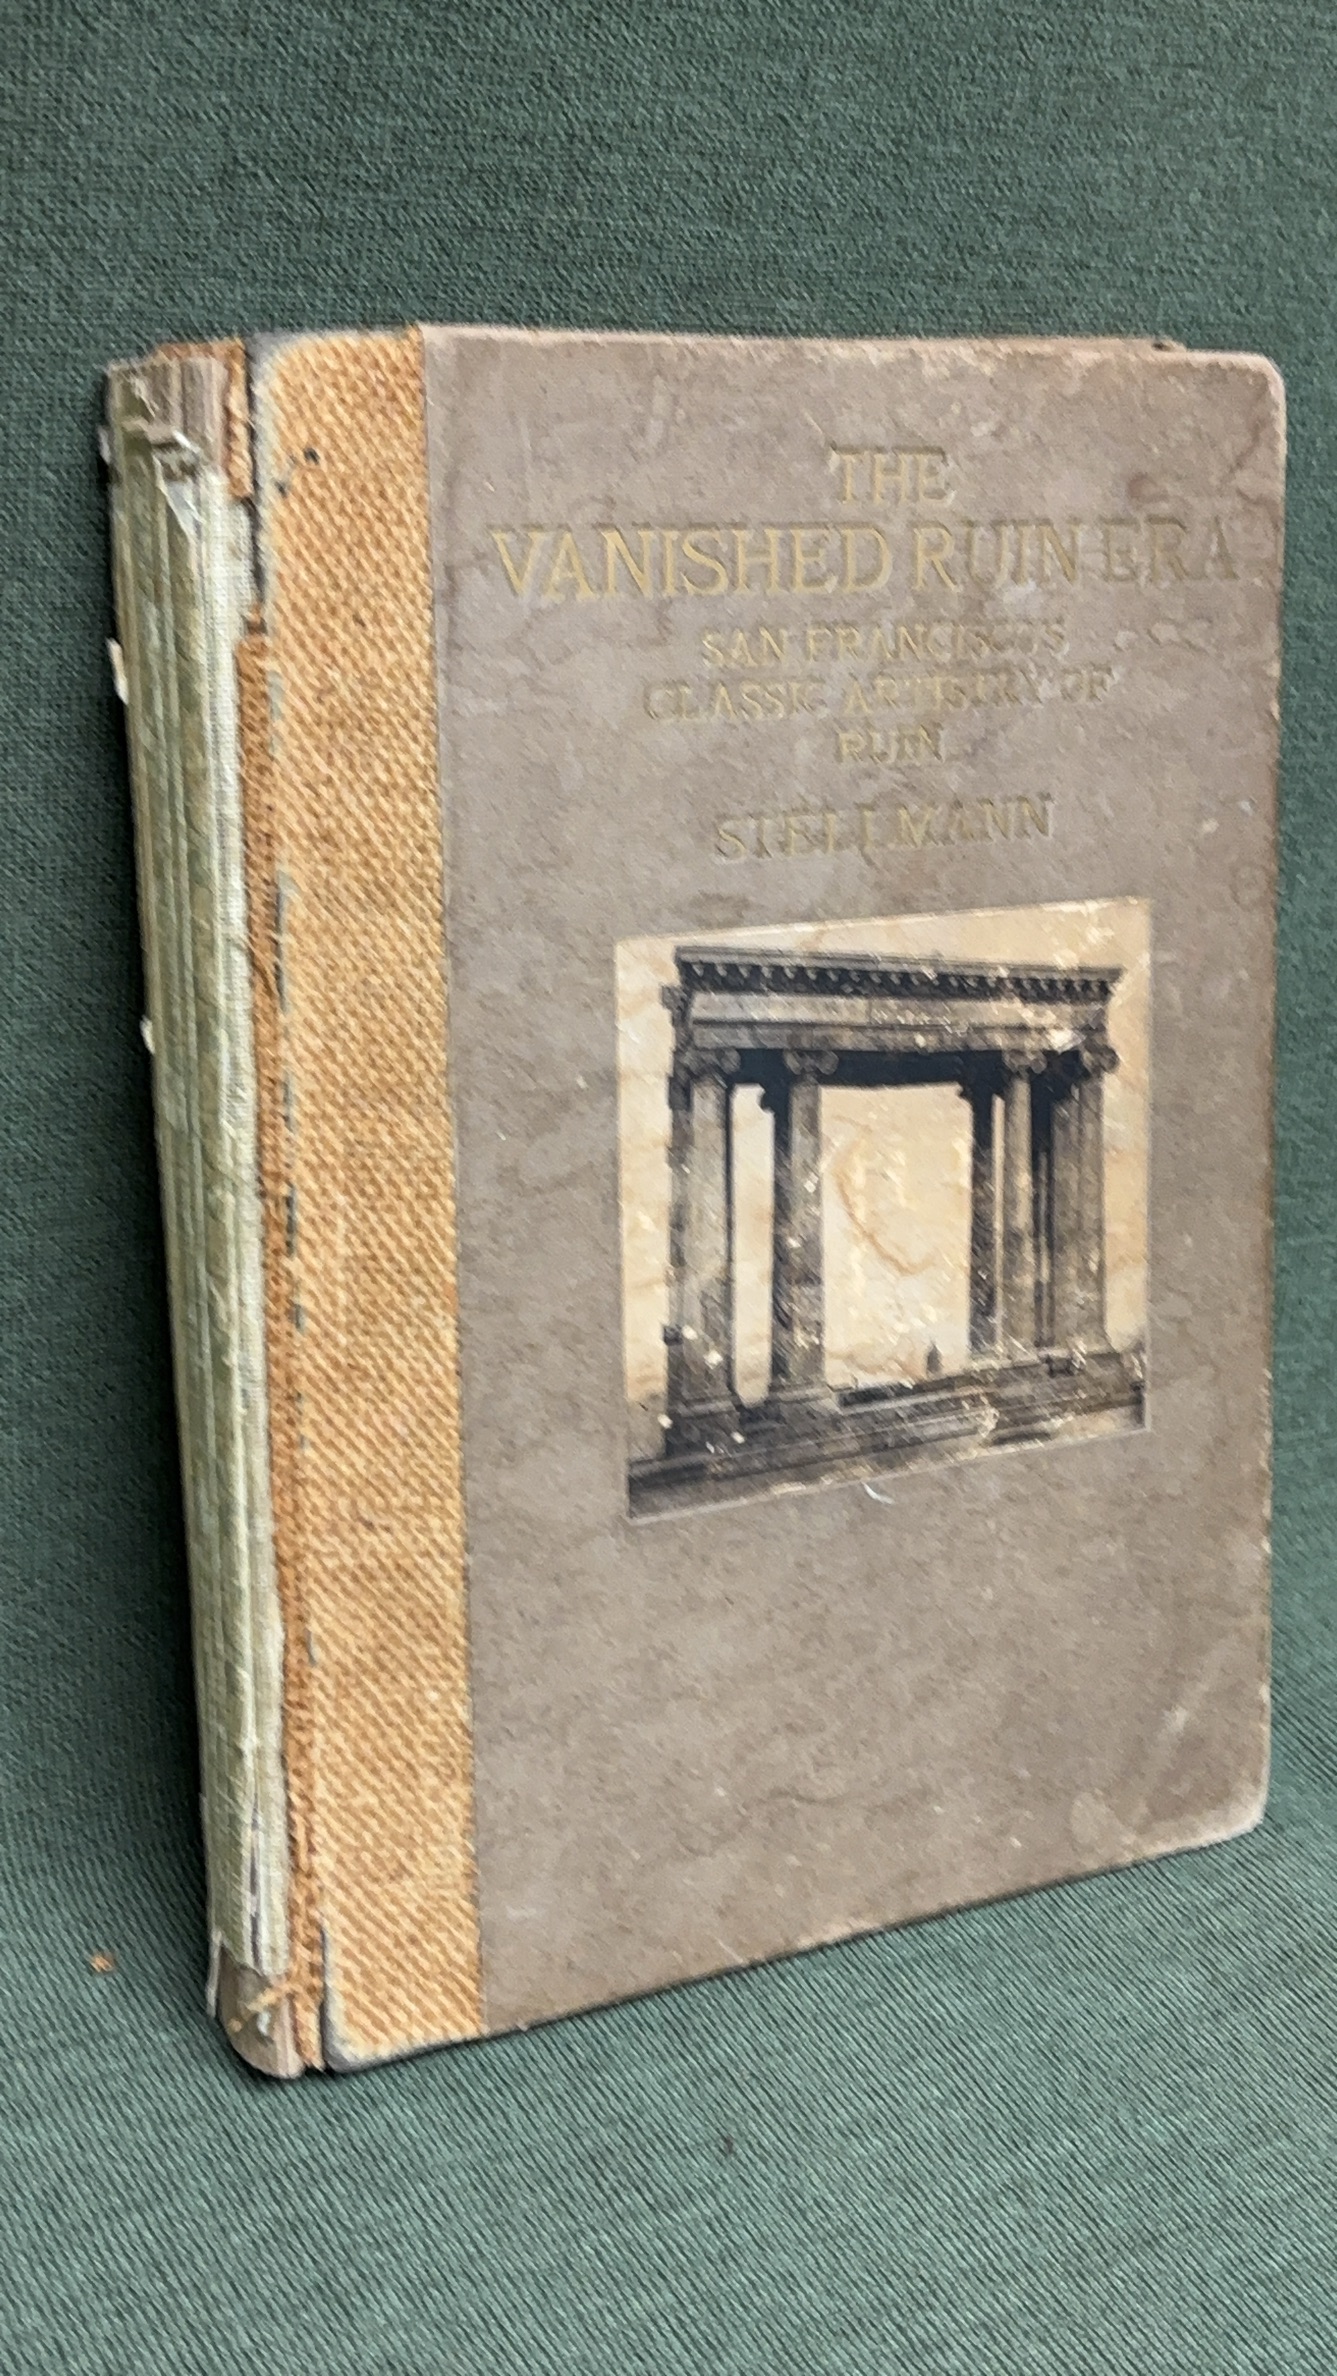 THE
VANISHED RUIN ERA
SAN FRANCISCO'S
CLASSIC ARTISTRY OF
RUIN
STELLMANN